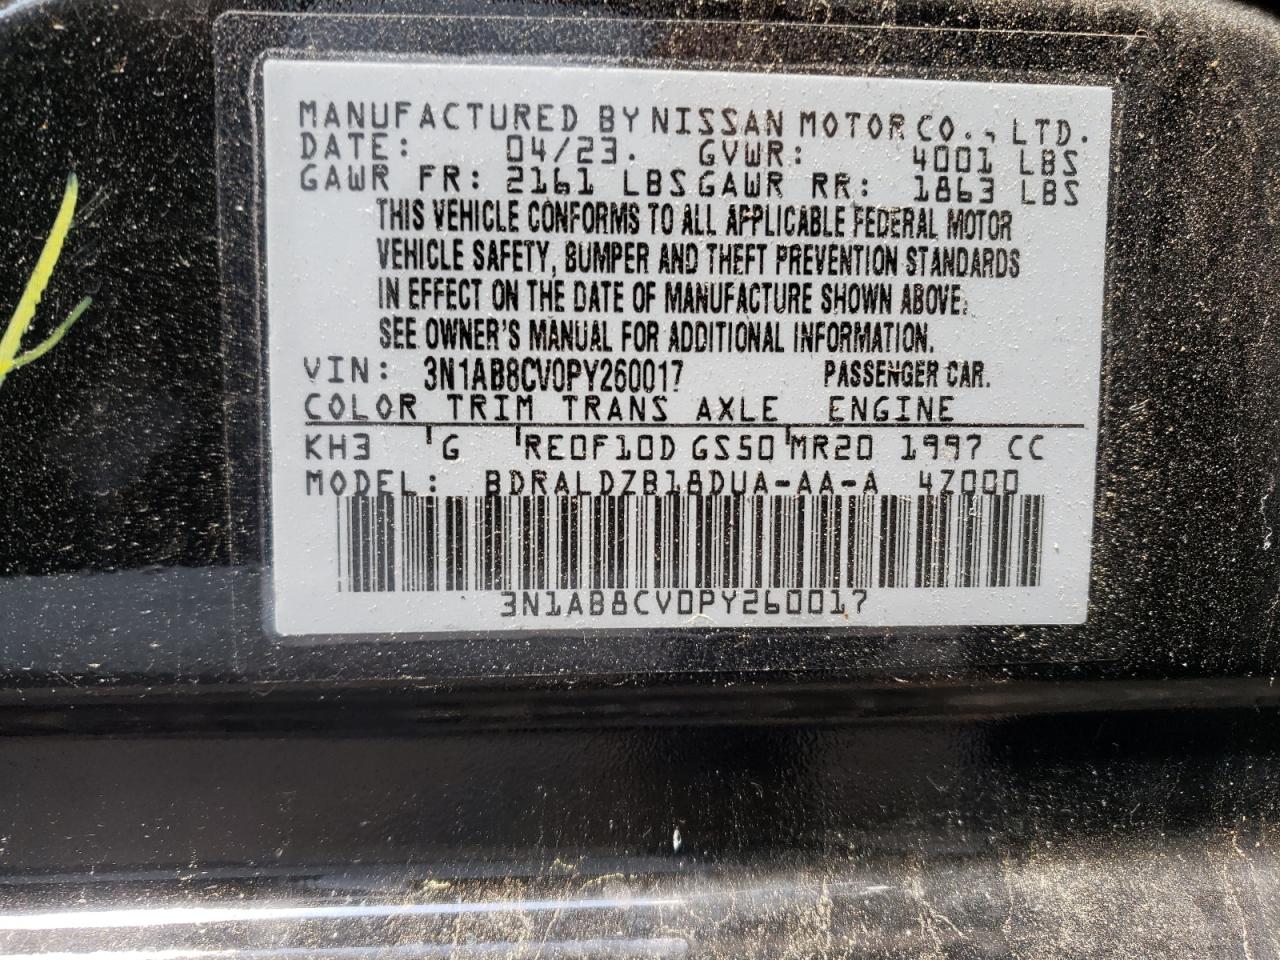 MANUFACTURED BY NISSAN MOTOR CO., LTD.
DATE: 04/23. GVWR: 4001 LBS
GAWR FR: 2161 LBS GAWR RR: 1863 LBS
THIS VEHICLE CONFORMS TO ALL APPLICABLE FEDERAL MOTOR
VEHICLE SAFETY, BUMPER AND THEFT PREVENTION STANDARDS
IN EFFECT ON THE DATE OF MANUFACTURE SHOWN ABOVE.
SEE OWNER'S MANUAL FOR ADDITIONAL INFORMATION.
VIN: 3N1AB8CV0PY260017 PASSENGER CAR.
COLOR TRIM TRANS AXLE ENGINE
KH3 G RE0F10D GS50 MR20 1997 CC
MODEL: BDRALDZB18DUA-AA-A 4Z000
3N1AB8CV0PY260017